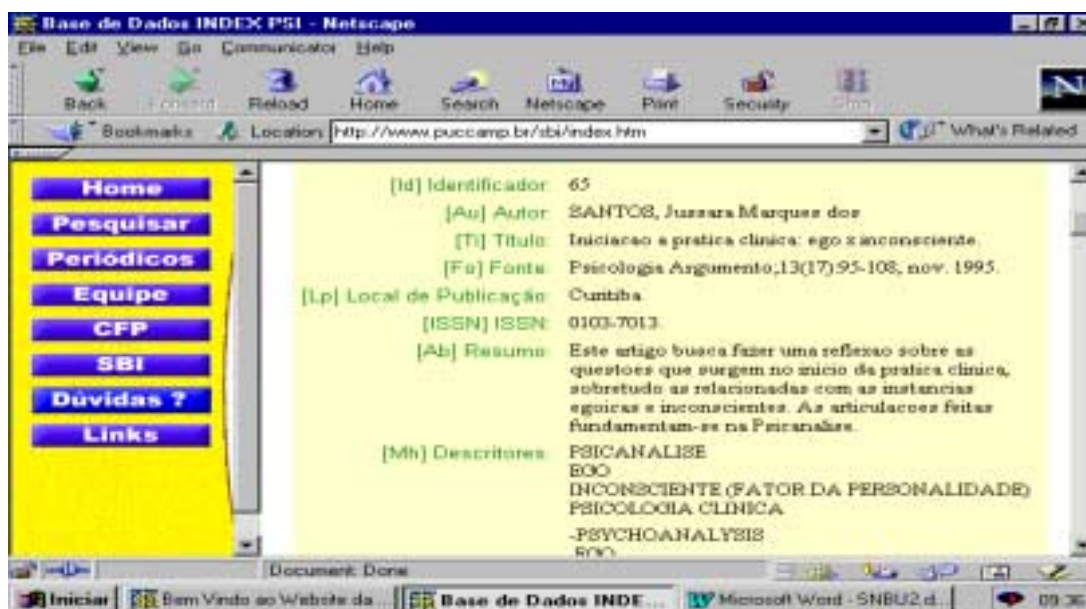 Base de Dados INDEX PSI - Netscape
File Edit View Go Communicator Help
Back Forward Reload Home Search Netscape Print Security Stop
Bookmarks Location: http://www.puccamp.br/sbi/index.htm What's Related
Home
Pesquisar
Periódicos
Equipe
CFP
SBI
Dúvidas ?
Links
[Id] Identificador: 65
[Au] Autor: SANTOS, Jussara Marques dos
[Ti] Título: Iniciacao a pratica clinica: ego x inconsciente.
[Fo] Fonte: Psicologia Argumento;13(17):95-108, nov. 1995.
[Lp] Local de Publicação: Curitiba
[ISSN] ISSN: 0103-7013
[Ab] Resumo: Este artigo busca fazer uma reflexao sobre as
questoes que surgem no inicio da pratica clinica,
sobretudo as relacionadas com as instancias
egoicas e inconscientes. As articulacoes feitas
fundamentam-se na Psicanalise.
[Mh] Descritores: PSICANALISE
EGO
INCONSCIENTE (FATOR DA PERSONALIDADE)
PSICOLOGIA CLINICA
-PSYCHOANALYSIS
EGO
Document: Done
Iniciar Bem Vindo ao Website da... Base de Dados INDE... Microsoft Word - SNBU2.d...